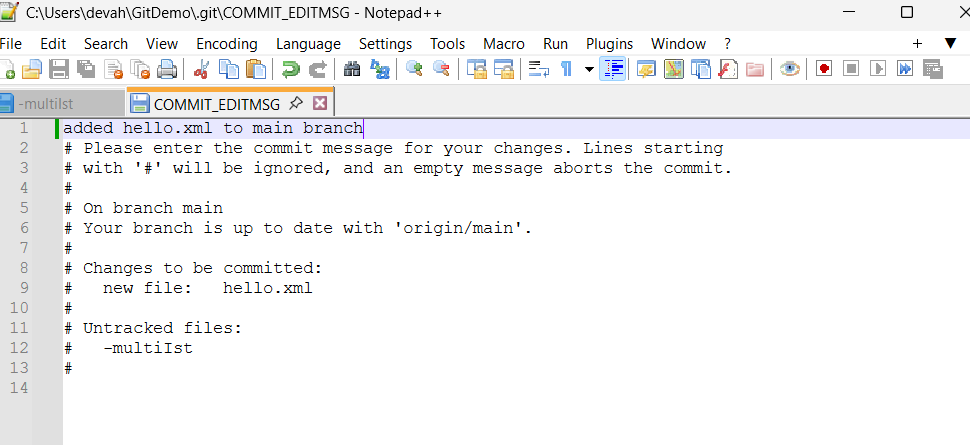 C:\Users\devah\GitDemo\.git\COMMIT_EDITMSG - Notepad++
File Edit Search View Encoding Language Settings Tools Macro Run Plugins Window ?
-multiIst COMMIT_EDITMSG
1 added hello.xml to main branch
2 # Please enter the commit message for your changes. Lines starting
3 # with '#' will be ignored, and an empty message aborts the commit.
4 #
5 # On branch main
6 # Your branch is up to date with 'origin/main'.
7 #
8 # Changes to be committed:
9 #   new file:   hello.xml
10 #
11 # Untracked files:
12 #   -multiIst
13 #
14